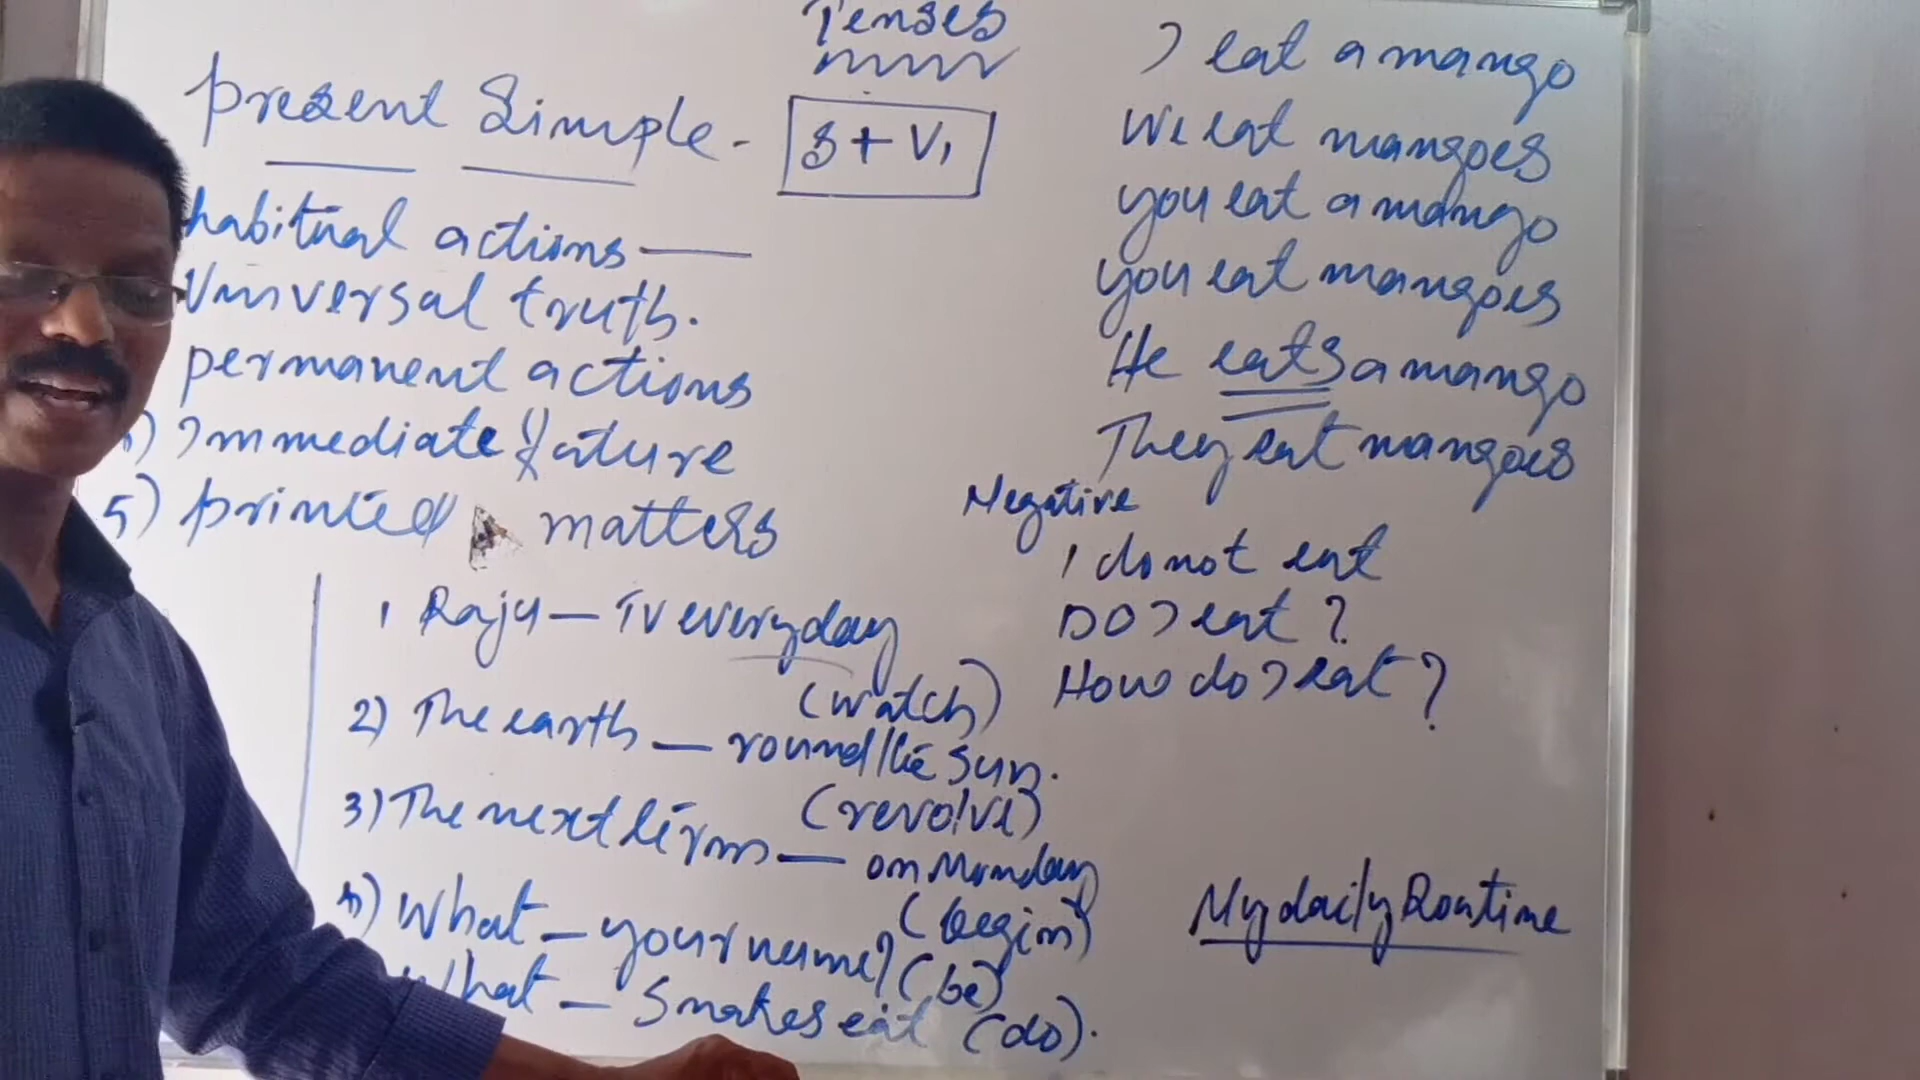 Tenses
Present Simple - S + V1
habitual actions —
Universal truth.
permanent actions
) Immediate future
5) printed matters
1 Raju — TV everyday
(watch)
2) The earth — round the sun.
(revolve)
3) The next term — on Monday
(begin)
4) What — your name? (be)
What — Snakes eat (do).
I eat a mango
We eat mangoes
you eat a mango
you eat mangoes
He eats a mango
They eat mangoes
Negative
I do not eat
DO I eat ?
How do I eat ?
My daily Routine